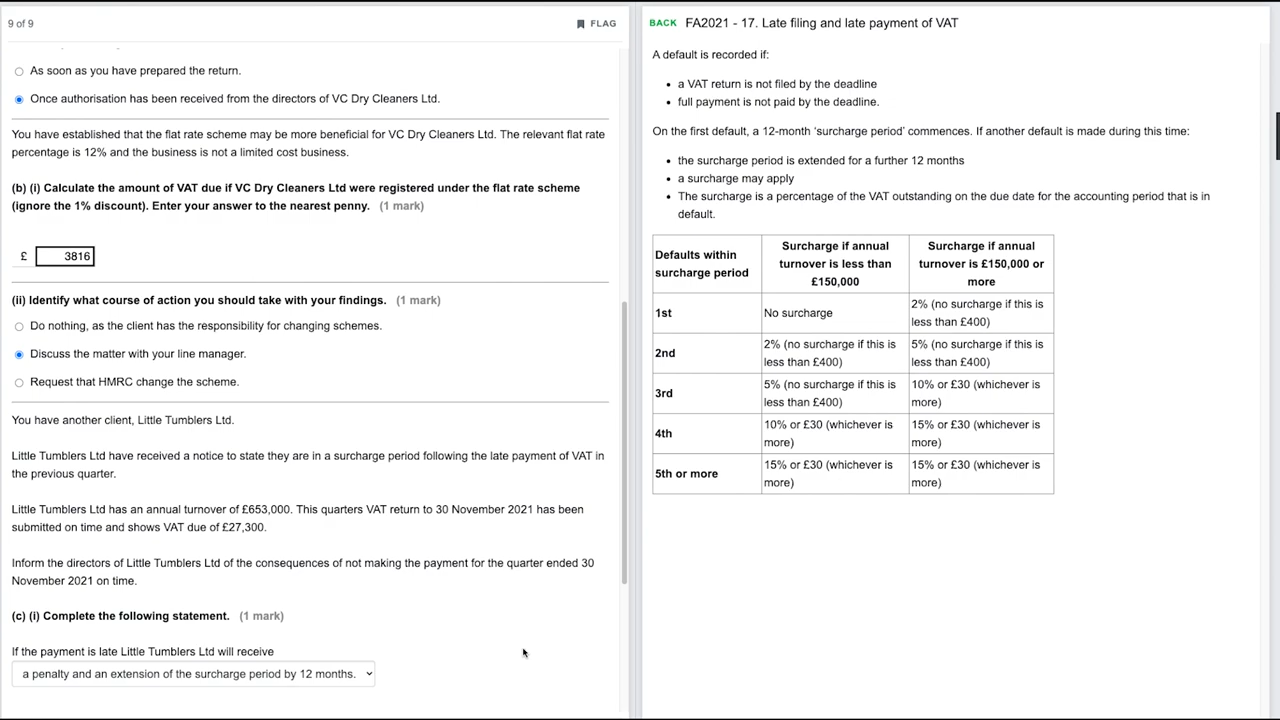 9 of 9
FLAG
As soon as you have prepared the return.
Once authorisation has been received from the directors of VC Dry Cleaners Ltd.
You have established that the flat rate scheme may be more beneficial for VC Dry Cleaners Ltd. The relevant flat rate
percentage is 12% and the business is not a limited cost business.
(b) (i) Calculate the amount of VAT due if VC Dry Cleaners Ltd were registered under the flat rate scheme
(ignore the 1% discount). Enter your answer to the nearest penny. (1 mark)
£ 3816
(ii) Identify what course of action you should take with your findings. (1 mark)
Do nothing, as the client has the responsibility for changing schemes.
Discuss the matter with your line manager.
Request that HMRC change the scheme.
You have another client, Little Tumblers Ltd.
Little Tumblers Ltd have received a notice to state they are in a surcharge period following the late payment of VAT in
the previous quarter.
Little Tumblers Ltd has an annual turnover of £653,000. This quarters VAT return to 30 November 2021 has been
submitted on time and shows VAT due of £27,300.
Inform the directors of Little Tumblers Ltd of the consequences of not making the payment for the quarter ended 30
November 2021 on time.
(c) (i) Complete the following statement. (1 mark)
If the payment is late Little Tumblers Ltd will receive
a penalty and an extension of the surcharge period by 12 months.
BACK FA2021 - 17. Late filing and late payment of VAT
A default is recorded if:
• a VAT return is not filed by the deadline
• full payment is not paid by the deadline.
On the first default, a 12-month ‘surcharge period’ commences. If another default is made during this time:
• the surcharge period is extended for a further 12 months
• a surcharge may apply
• The surcharge is a percentage of the VAT outstanding on the due date for the accounting period that is in
default.
Defaults within
surcharge period
Surcharge if annual
turnover is less than
£150,000
Surcharge if annual
turnover is £150,000 or
more
1st
No surcharge
2% (no surcharge if this is
less than £400)
2nd
2% (no surcharge if this is
less than £400)
5% (no surcharge if this is
less than £400)
3rd
5% (no surcharge if this is
less than £400)
10% or £30 (whichever is
more)
4th
10% or £30 (whichever is
more)
15% or £30 (whichever is
more)
5th or more
15% or £30 (whichever is
more)
15% or £30 (whichever is
more)